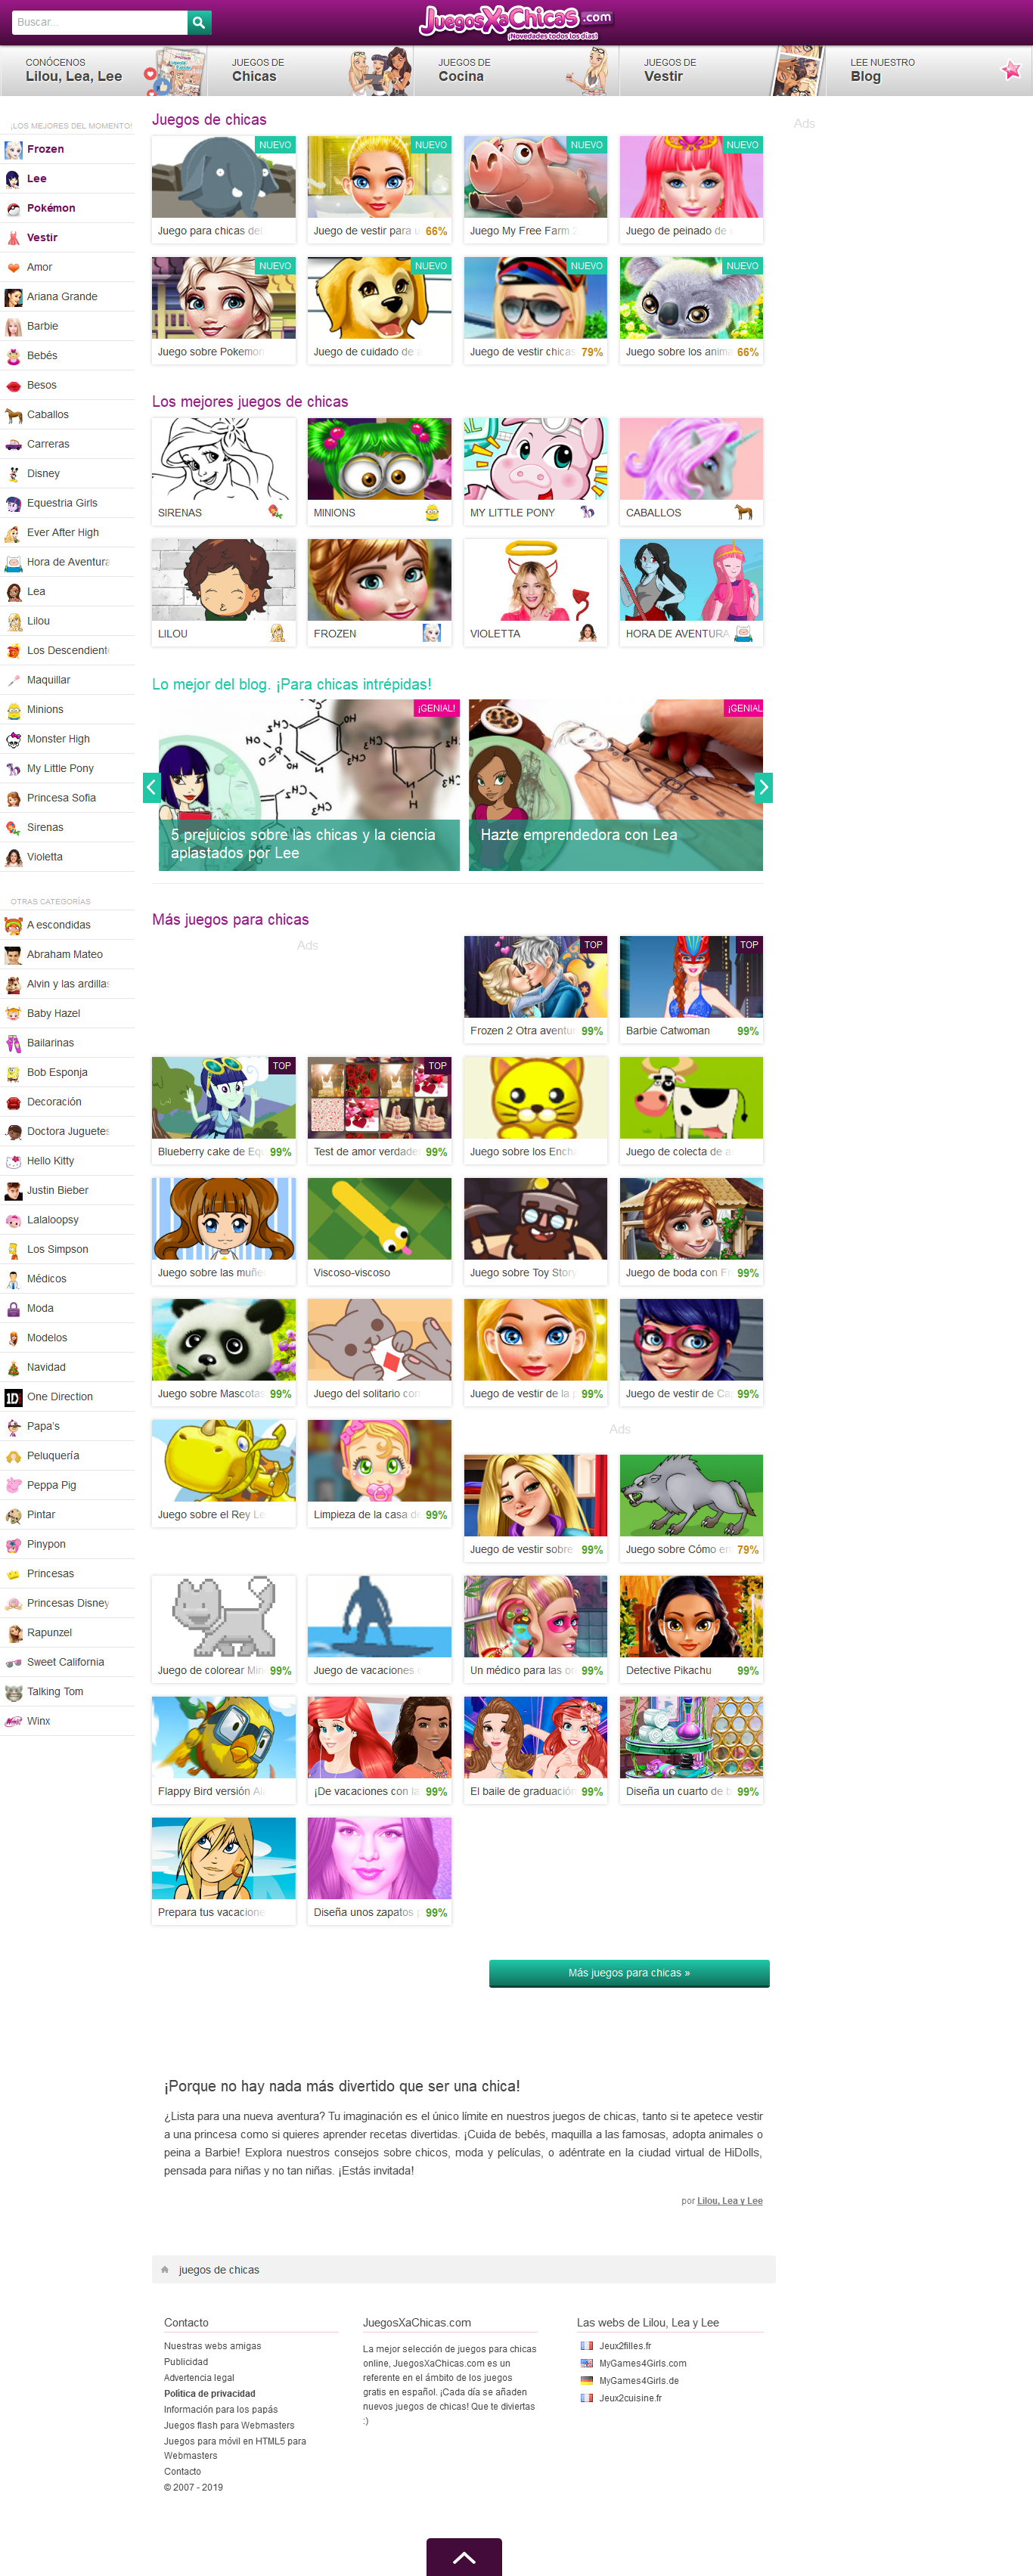 Buscar...
JuegosXaChicas.com
¡Novedades todos los días!
CONÓCENOS
Lilou, Lea, Lee
JUEGOS DE
Chicas
JUEGOS DE
Cocina
JUEGOS DE
Vestir
LEE NUESTRO
Blog
¡LOS MEJORES DEL MOMENTO!
Frozen
Lee
Pokémon
Vestir
Amor
Ariana Grande
Barbie
Bebés
Besos
Caballos
Carreras
Disney
Equestria Girls
Ever After High
Hora de Aventura
Lea
Lilou
Los Descendient
Maquillar
Minions
Monster High
My Little Pony
Princesa Sofia
Sirenas
Violetta
OTRAS CATEGORÍAS
A escondidas
Abraham Mateo
Alvin y las ardillas
Baby Hazel
Bailarinas
Bob Esponja
Decoración
Doctora Juguetes
Hello Kitty
Justin Bieber
Lalaloopsy
Los Simpson
Médicos
Moda
Modelos
Navidad
One Direction
Papa's
Peluquería
Peppa Pig
Pintar
Pinypon
Princesas
Princesas Disney
Rapunzel
Sweet California
Talking Tom
Winx
Juegos de chicas
Ads
NUEVO
NUEVO
NUEVO
NUEVO
Juego para chicas del
Juego de vestir para u 66%
Juego My Free Farm 2
Juego de peinado de
NUEVO
NUEVO
NUEVO
Juego sobre Pokemon
Juego de cuidado de a
Juego de vestir chicas 79%
Juego sobre los anima 66%
NUEVO
Los mejores juegos de chicas
SIRENAS
MINIONS
MY LITTLE PONY
CABALLOS
LILOU
FROZEN
VIOLETTA
HORA DE AVENTURA
Lo mejor del blog. ¡Para chicas intrépidas!
¡GENIAL!
¡GENIAL
5 prejuicios sobre las chicas y la ciencia
aplastados por Lee
Hazte emprendedora con Lea
Más juegos para chicas
Ads
TOP
TOP
Frozen 2 Otra aventur 99%
Barbie Catwoman 99%
TOP
TOP
Blueberry cake de Equ 99%
Test de amor verdade 99%
Juego sobre los Encha
Juego de colecta de a
Juego sobre las muñe
Viscoso-viscoso
Juego sobre Toy Story
Juego de boda con Fr 99%
Juego sobre Mascotas 99%
Juego del solitario con
Juego de vestir de la p 99%
Juego de vestir de Ca 99%
Ads
Juego sobre el Rey Le
Limpieza de la casa de 99%
Juego de vestir sobre 99%
Juego sobre Cómo en 79%
Juego de colorear Min 99%
Juego de vacaciones
Un médico para las or 99%
Detective Pikachu 99%
Flappy Bird versión Al
¡De vacaciones con la 99%
El baile de graduación 99%
Diseña un cuarto de b 99%
Prepara tus vacacione
Diseña unos zapatos p 99%
Más juegos para chicas »
¡Porque no hay nada más divertido que ser una chica!
¿Lista para una nueva aventura? Tu imaginación es el único límite en nuestros juegos de chicas, tanto si te apetece vestir
a una princesa como si quieres aprender recetas divertidas. ¡Cuida de bebés, maquilla a las famosas, adopta animales o
peina a Barbie! Explora nuestros consejos sobre chicos, moda y películas, o adéntrate en la ciudad virtual de HiDolls,
pensada para niñas y no tan niñas. ¡Estás invitada!
por Lilou, Lea y Lee
juegos de chicas
Contacto
Nuestras webs amigas
Publicidad
Advertencia legal
Política de privacidad
Información para los papás
Juegos flash para Webmasters
Juegos para móvil en HTML5 para
Webmasters
Contacto
© 2007 - 2019
JuegosXaChicas.com
La mejor selección de juegos para chicas
online, JuegosXaChicas.com es un
referente en el ámbito de los juegos
gratis en español. ¡Cada día se añaden
nuevos juegos de chicas! Que te diviertas
:)
Las webs de Lilou, Lea y Lee
Jeux2filles.fr
MyGames4Girls.com
MyGames4Girls.de
Jeux2cuisine.fr